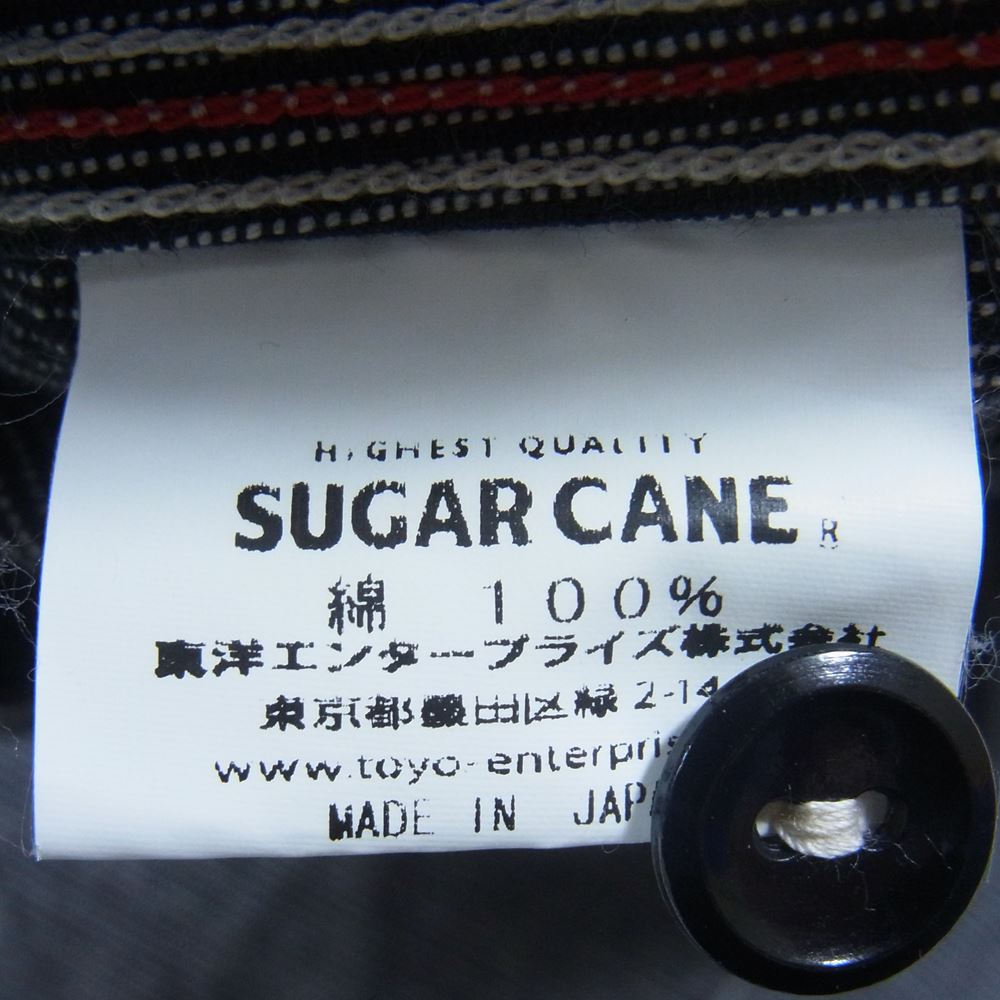 HIGHEST QUALITY
SUGAR CANE ®
綿 100%
東洋エンタープライズ株式会社
東京都墨田区緑 2-14
www.toyo-enterpris
MADE IN JAPA